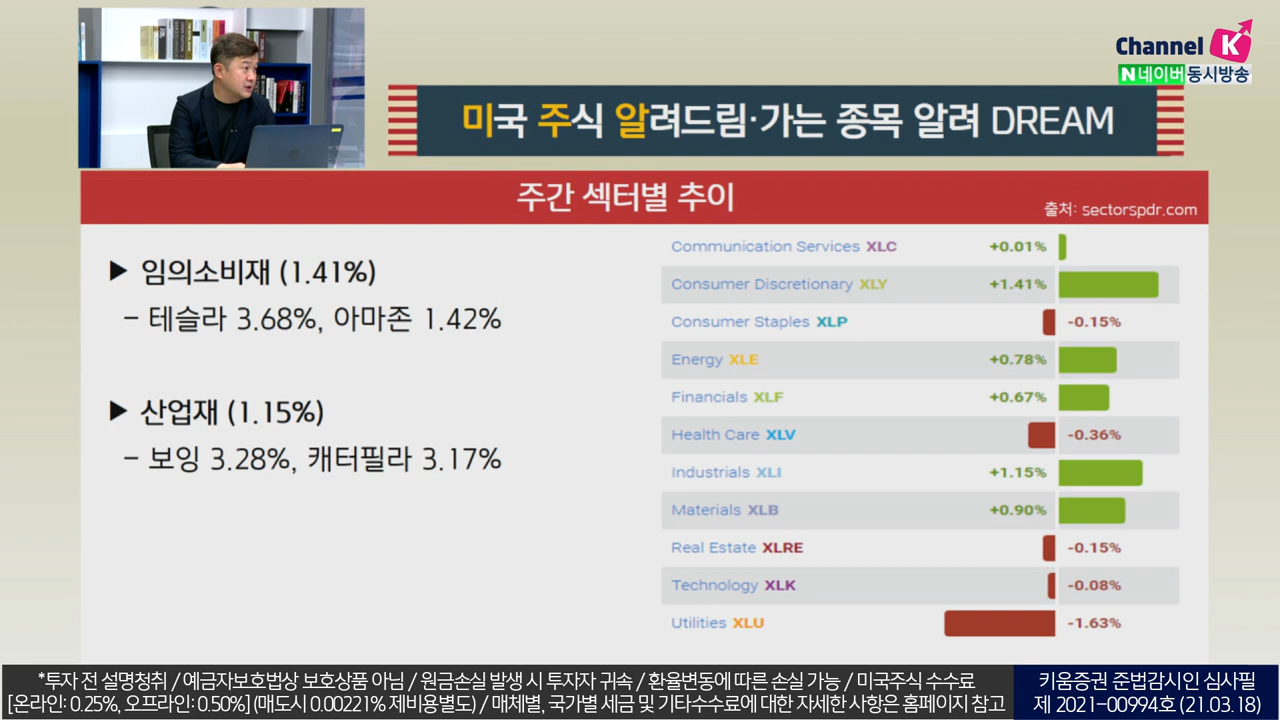 Channel K
N네이버동시방송
미국 주식 알려드림·가는 종목 알려 DREAM
주간 섹터별 추이
출처: sectorspdr.com
▶ 임의소비재 (1.41%)
– 테슬라 3.68%, 아마존 1.42%
▶ 산업재 (1.15%)
– 보잉 3.28%, 캐터필라 3.17%
Communication Services XLC +0.01%
Consumer Discretionary XLY +1.41%
Consumer Staples XLP -0.15%
Energy XLE +0.78%
Financials XLF +0.67%
Health Care XLV -0.36%
Industrials XLI +1.15%
Materials XLB +0.90%
Real Estate XLRE -0.15%
Technology XLK -0.08%
Utilities XLU -1.63%
*투자 전 설명청취 / 예금자보호법상 보호상품 아님 / 원금손실 발생 시 투자자 귀속 / 환율변동에 따른 손실 가능 / 미국주식 수수료
[온라인: 0.25%, 오프라인: 0.50%] (매도시 0.00221% 제비용별도) / 매체별, 국가별 세금 및 기타수수료에 대한 자세한 사항은 홈페이지 참고
키움증권 준법감시인 심사필
제 2021-00994호 (21.03.18)